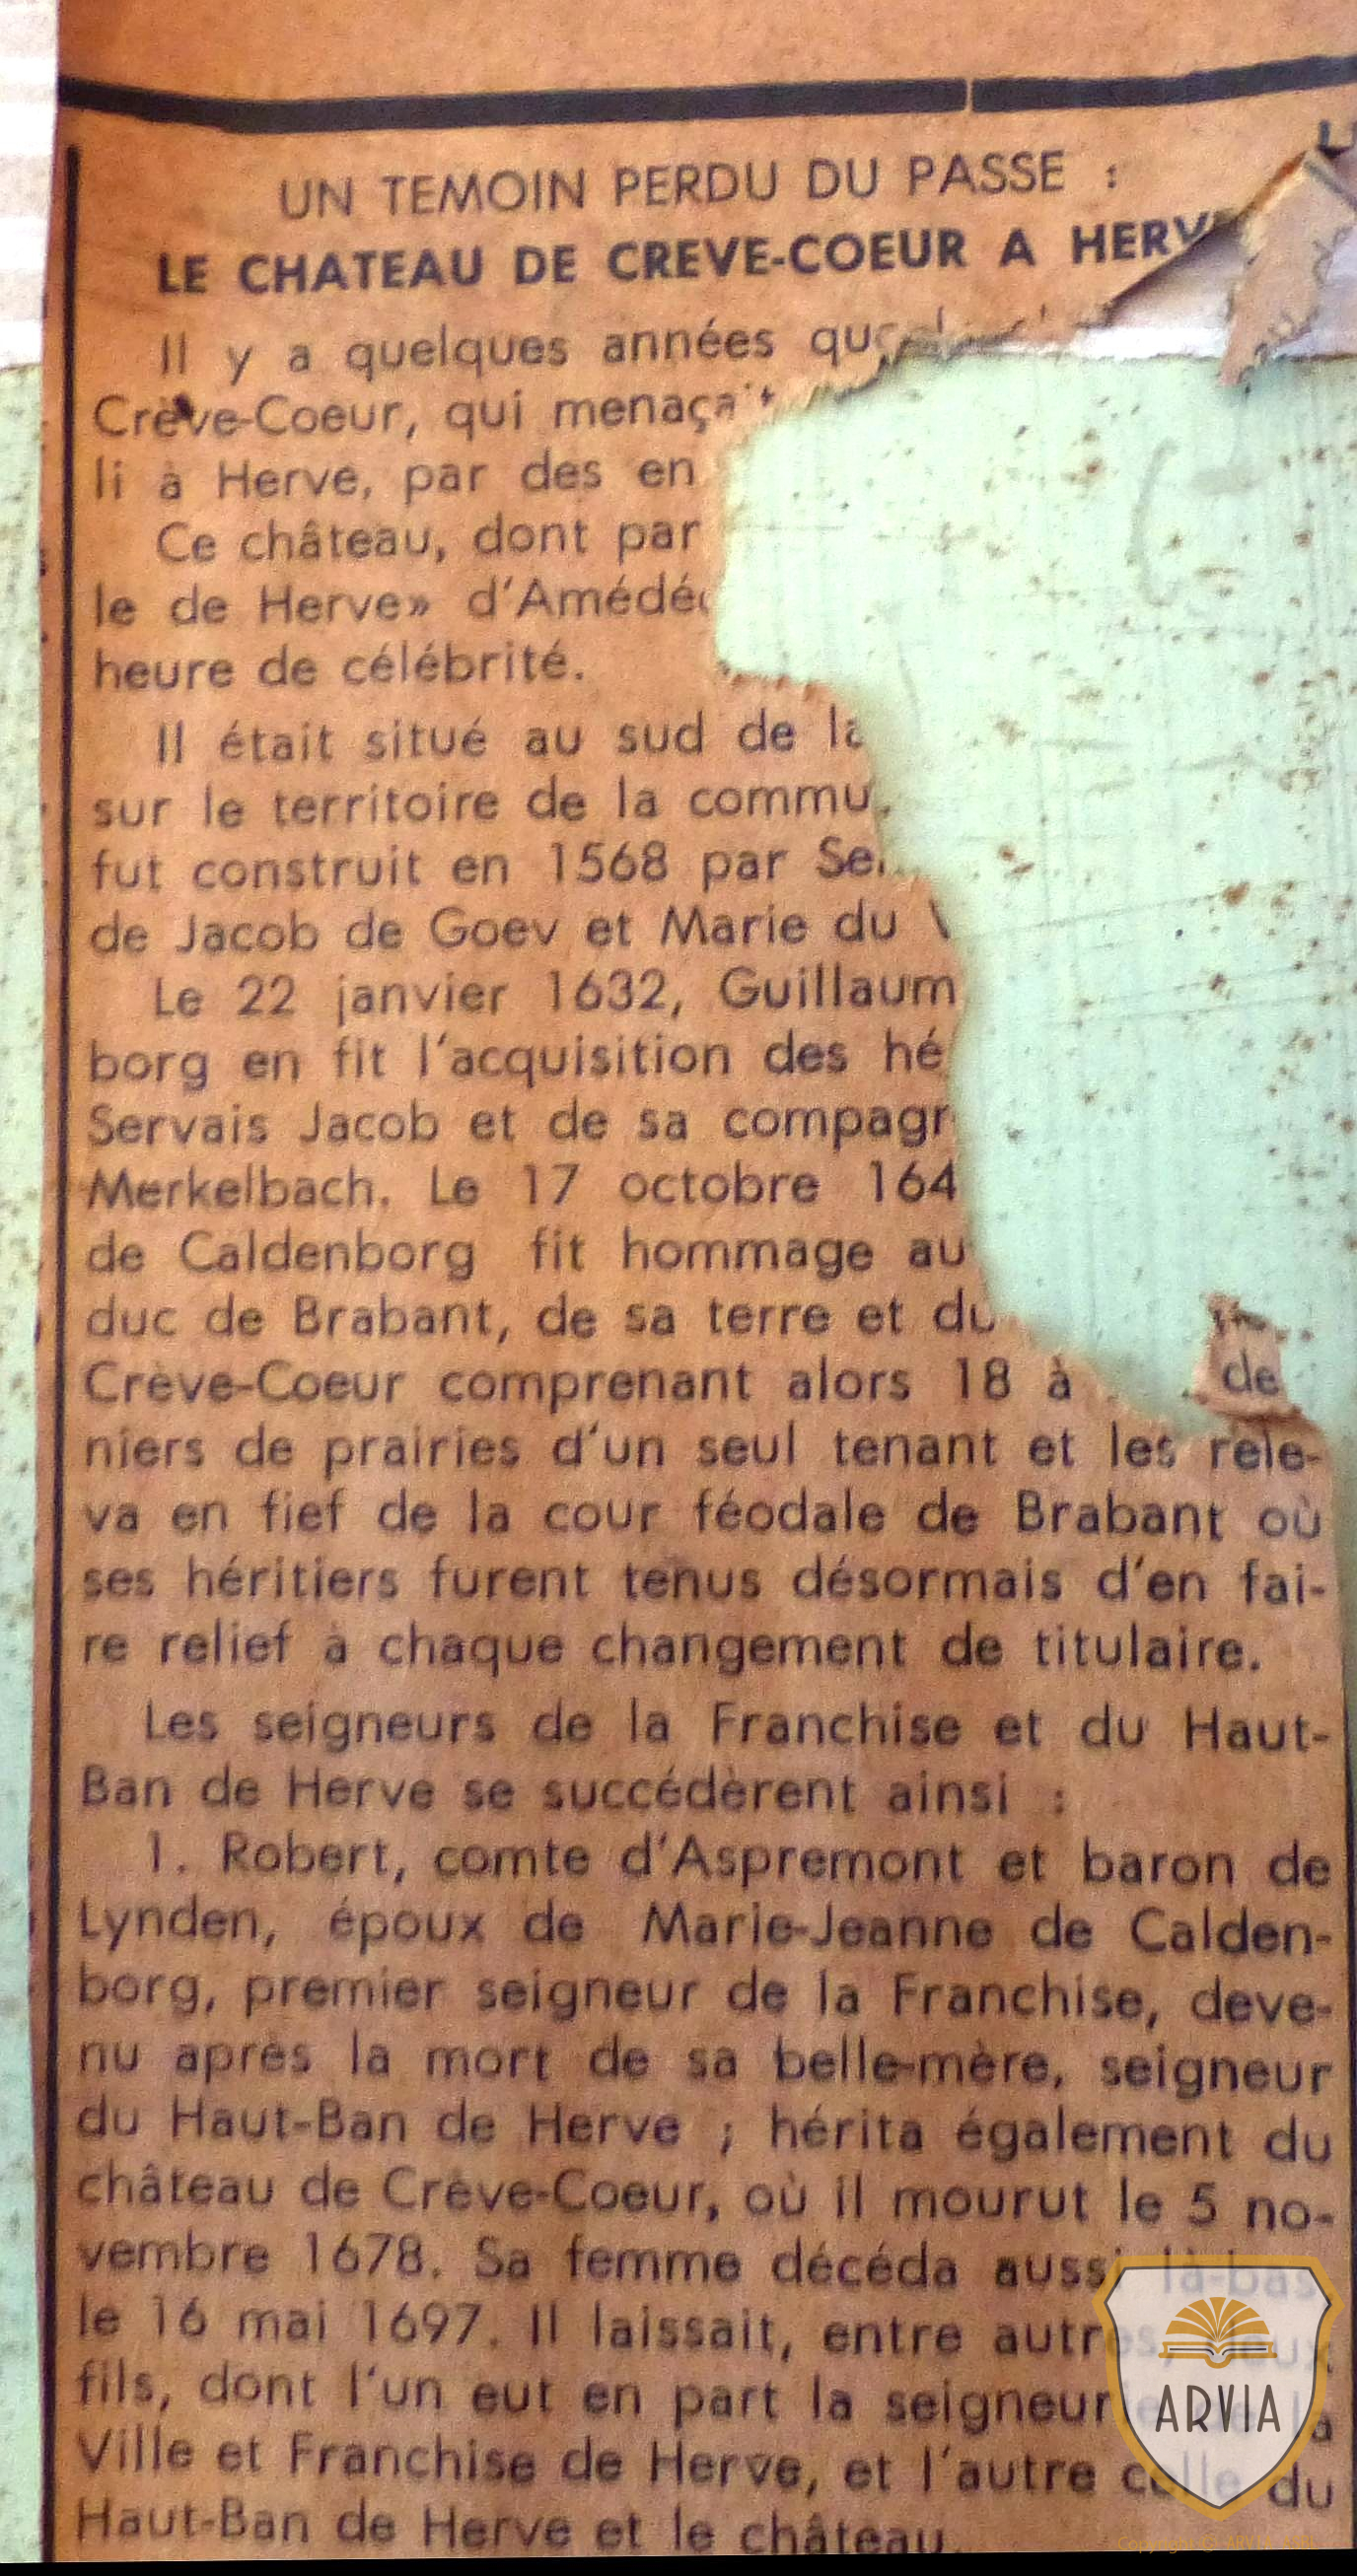 UN TEMOIN PERDU DU PASSE :
LE CHATEAU DE CREVE-COEUR A HERVE
Il y a quelques années que
Crève-Coeur, qui menaçait
li à Herve, par des en
Ce château, dont par
le de Herve» d'Amédé
heure de célébrité.
Il était situé au sud de la
sur le territoire de la commu
fut construit en 1568 par Se
de Jacob de Goev et Marie du
Le 22 janvier 1632, Guillaum
borg en fit l'acquisition des hé
Servais Jacob et de sa compagn
Merkelbach. Le 17 octobre 164
de Caldenborg fit hommage au
duc de Brabant, de sa terre et du
Crève-Coeur comprenant alors 18 à de
niers de prairies d'un seul tenant et les rele-
va en fief de la cour féodale de Brabant où
ses héritiers furent tenus désormais d'en fai-
re relief à chaque changement de titulaire.
Les seigneurs de la Franchise et du Haut-
Ban de Herve se succédèrent ainsi :
1. Robert, comte d'Aspremont et baron de
Lynden, époux de Marie-Jeanne de Calden-
borg, premier seigneur de la Franchise, deve-
nu après la mort de sa belle-mère, seigneur
du Haut-Ban de Herve ; hérita également du
château de Crève-Coeur, où il mourut le 5 no-
vembre 1678. Sa femme décéda aussi là-bas
le 16 mai 1697. Il laissait, entre autres, deux
fils, dont l'un eut en part la seigneurie de la
Ville et Franchise de Herve, et l'autre celle du
Haut-Ban de Herve et le château.
ARVIA